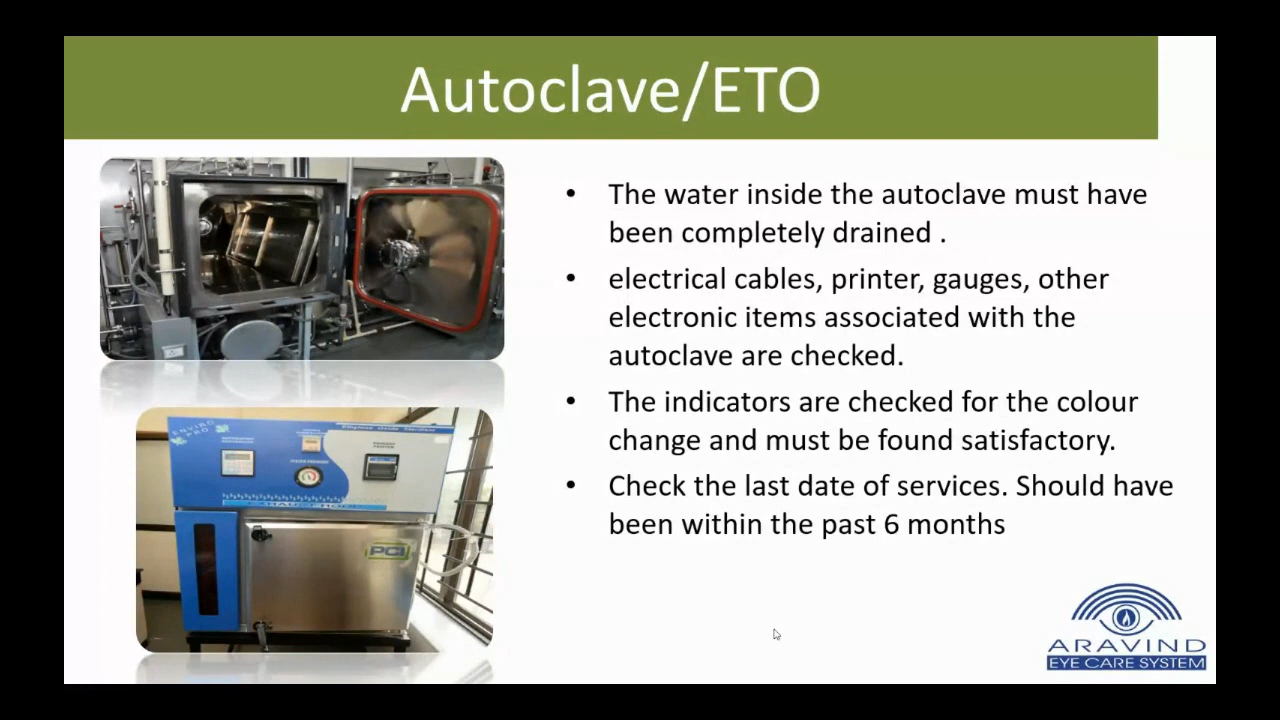 Autoclave/ETO
• The water inside the autoclave must have
been completely drained .
• electrical cables, printer, gauges, other
electronic items associated with the
autoclave are checked.
• The indicators are checked for the colour
change and must be found satisfactory.
• Check the last date of services. Should have
been within the past 6 months
ENVIRO
PRO
PCI
ARAVIND
EYE CARE SYSTEM